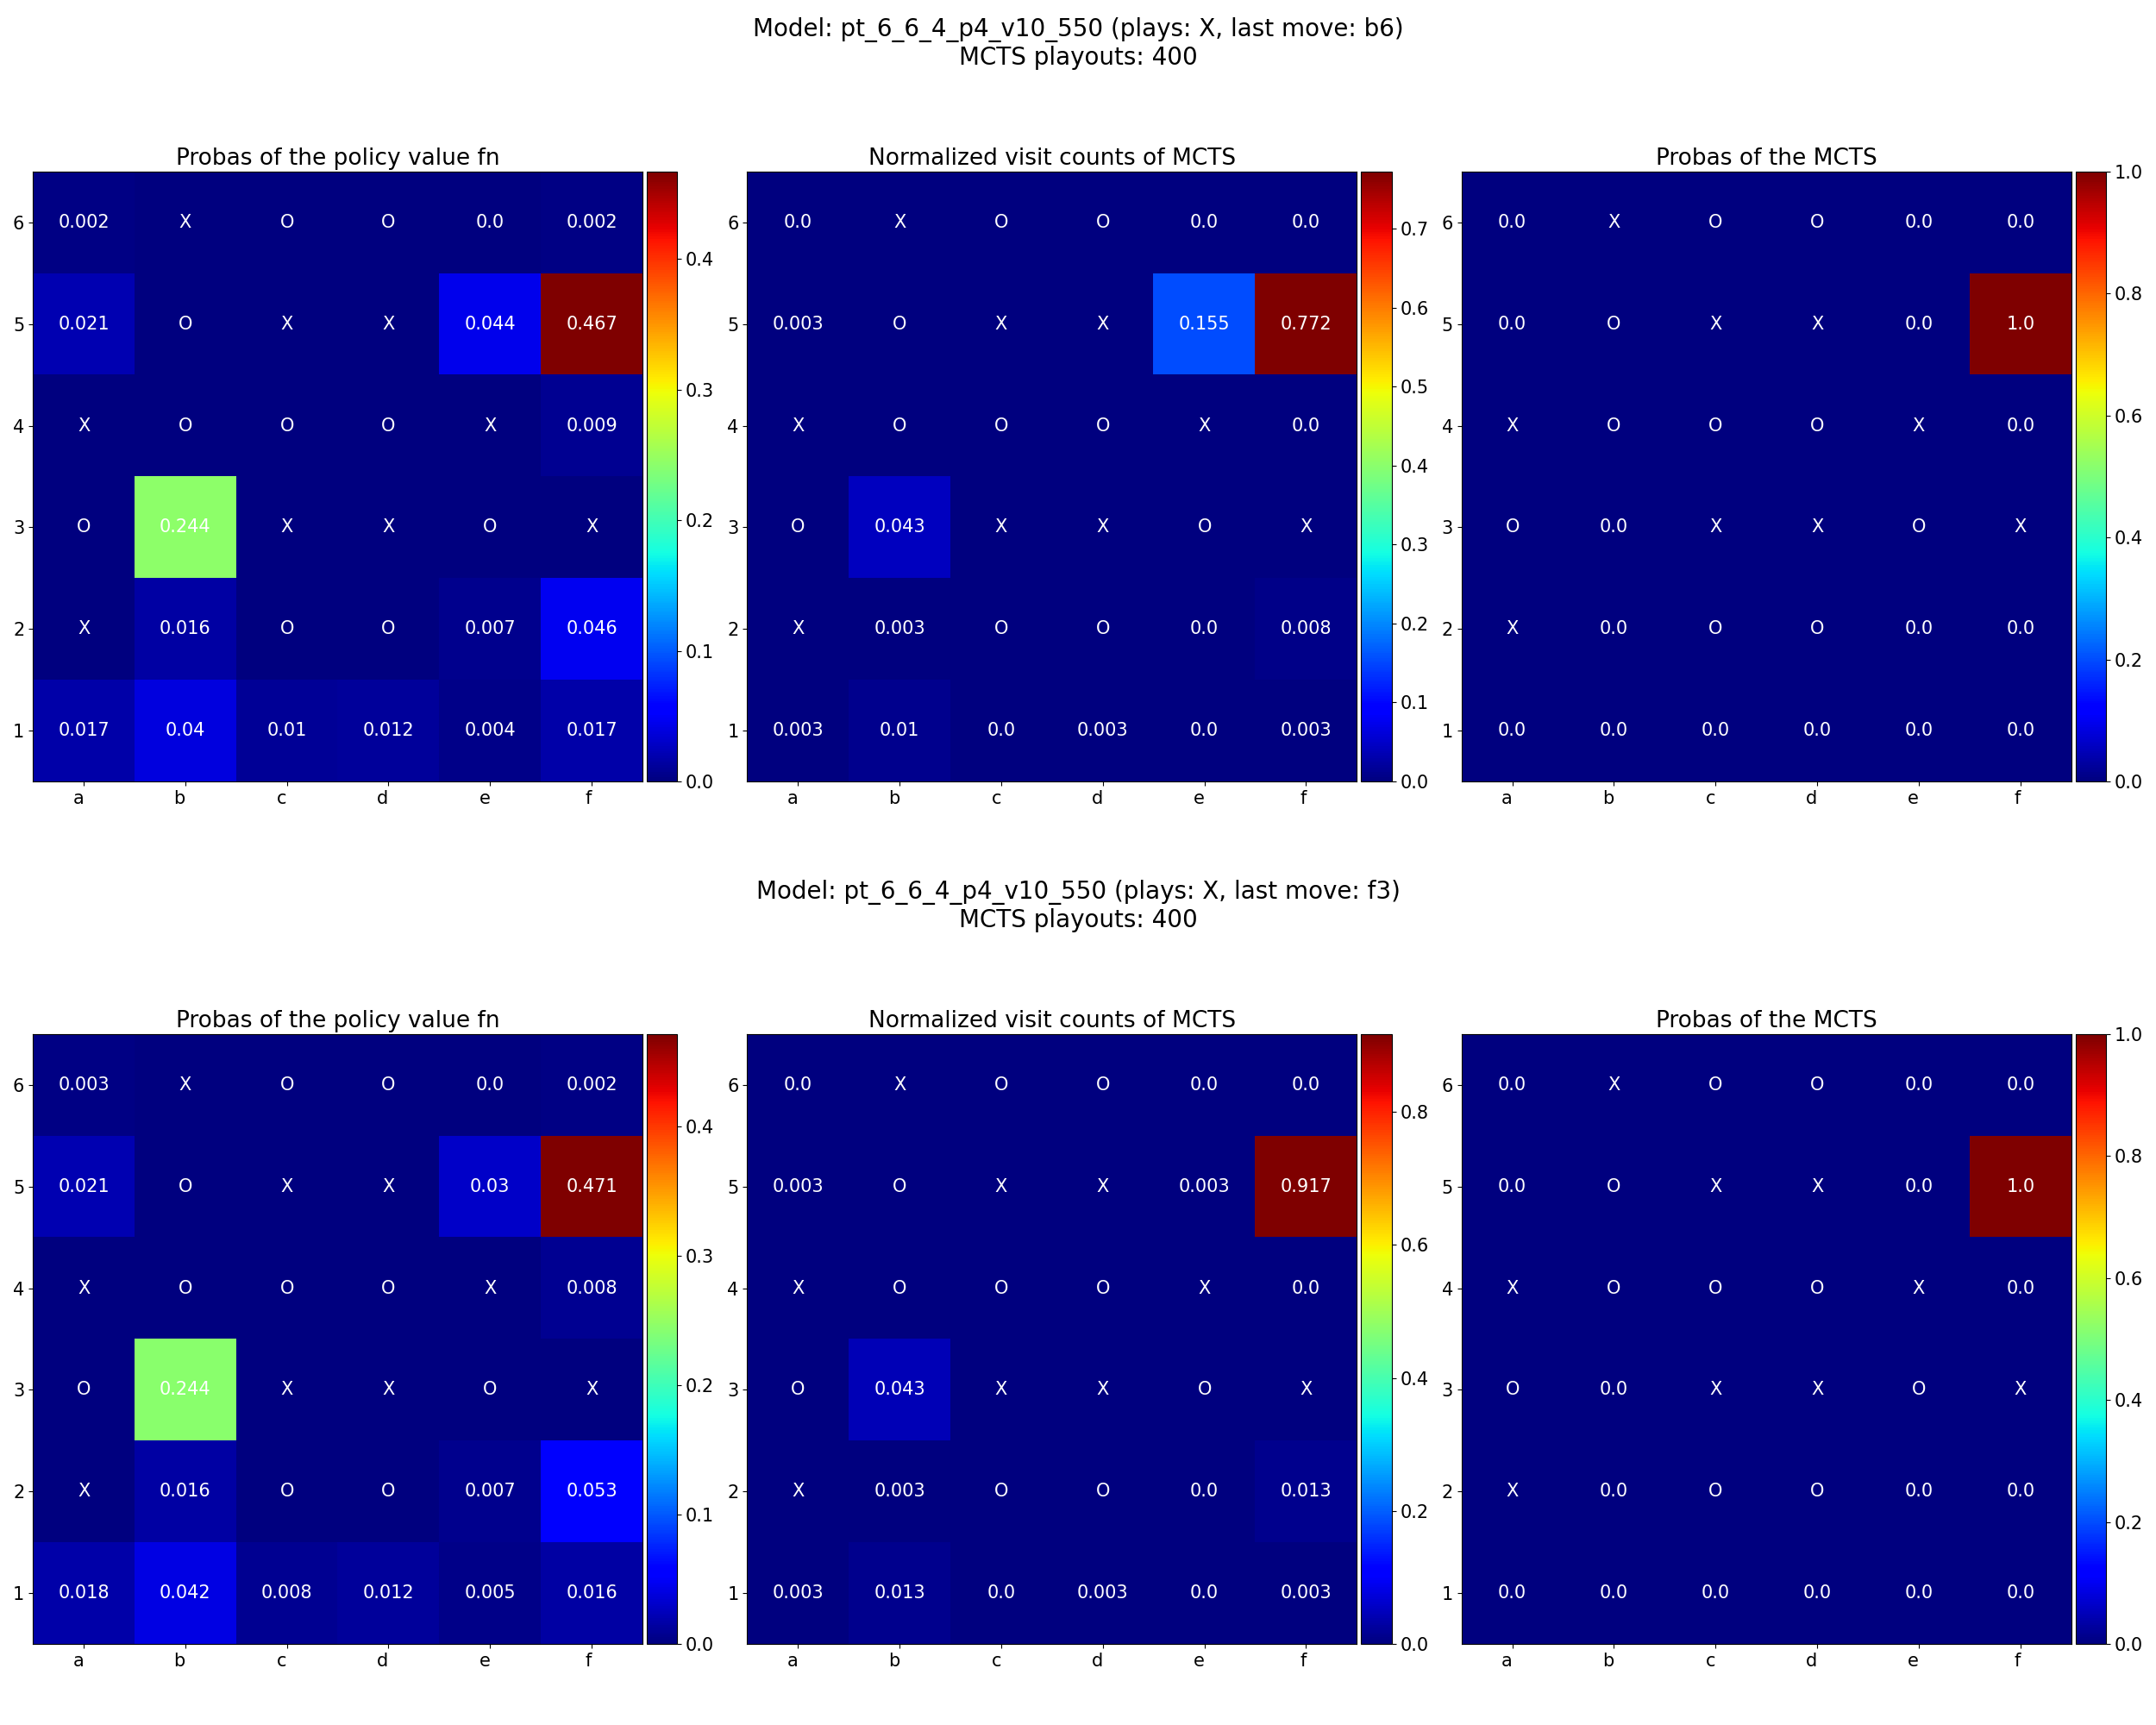 Model: pt_6_6_4_p4_v10_550 (plays: X, last move: b6)
MCTS playouts: 400
Probas of the policy value fn
6 0.002 X O O 0.0 0.002
5 0.021 O X X 0.044 0.467
4 X O O O X 0.009
3 O 0.244 X X O X
2 X 0.016 O O 0.007 0.046
1 0.017 0.04 0.01 0.012 0.004 0.017
a b c d e f
0.4
0.3
0.2
0.1
0.0
Normalized visit counts of MCTS
6 0.0 X O O 0.0 0.0
5 0.003 O X X 0.155 0.772
4 X O O O X 0.0
3 O 0.043 X X O X
2 X 0.003 O O 0.0 0.008
1 0.003 0.01 0.0 0.003 0.0 0.003
a b c d e f
0.7
0.6
0.5
0.4
0.3
0.2
0.1
0.0
Probas of the MCTS
6 0.0 X O O 0.0 0.0
5 0.0 O X X 0.0 1.0
4 X O O O X 0.0
3 O 0.0 X X O X
2 X 0.0 O O 0.0 0.0
1 0.0 0.0 0.0 0.0 0.0 0.0
a b c d e f
1.0
0.8
0.6
0.4
0.2
0.0
Model: pt_6_6_4_p4_v10_550 (plays: X, last move: f3)
MCTS playouts: 400
Probas of the policy value fn
6 0.003 X O O 0.0 0.002
5 0.021 O X X 0.03 0.471
4 X O O O X 0.008
3 O 0.244 X X O X
2 X 0.016 O O 0.007 0.053
1 0.018 0.042 0.008 0.012 0.005 0.016
a b c d e f
0.4
0.3
0.2
0.1
0.0
Normalized visit counts of MCTS
6 0.0 X O O 0.0 0.0
5 0.003 O X X 0.003 0.917
4 X O O O X 0.0
3 O 0.043 X X O X
2 X 0.003 O O 0.0 0.013
1 0.003 0.013 0.0 0.003 0.0 0.003
a b c d e f
0.8
0.6
0.4
0.2
0.0
Probas of the MCTS
6 0.0 X O O 0.0 0.0
5 0.0 O X X 0.0 1.0
4 X O O O X 0.0
3 O 0.0 X X O X
2 X 0.0 O O 0.0 0.0
1 0.0 0.0 0.0 0.0 0.0 0.0
a b c d e f
1.0
0.8
0.6
0.4
0.2
0.0